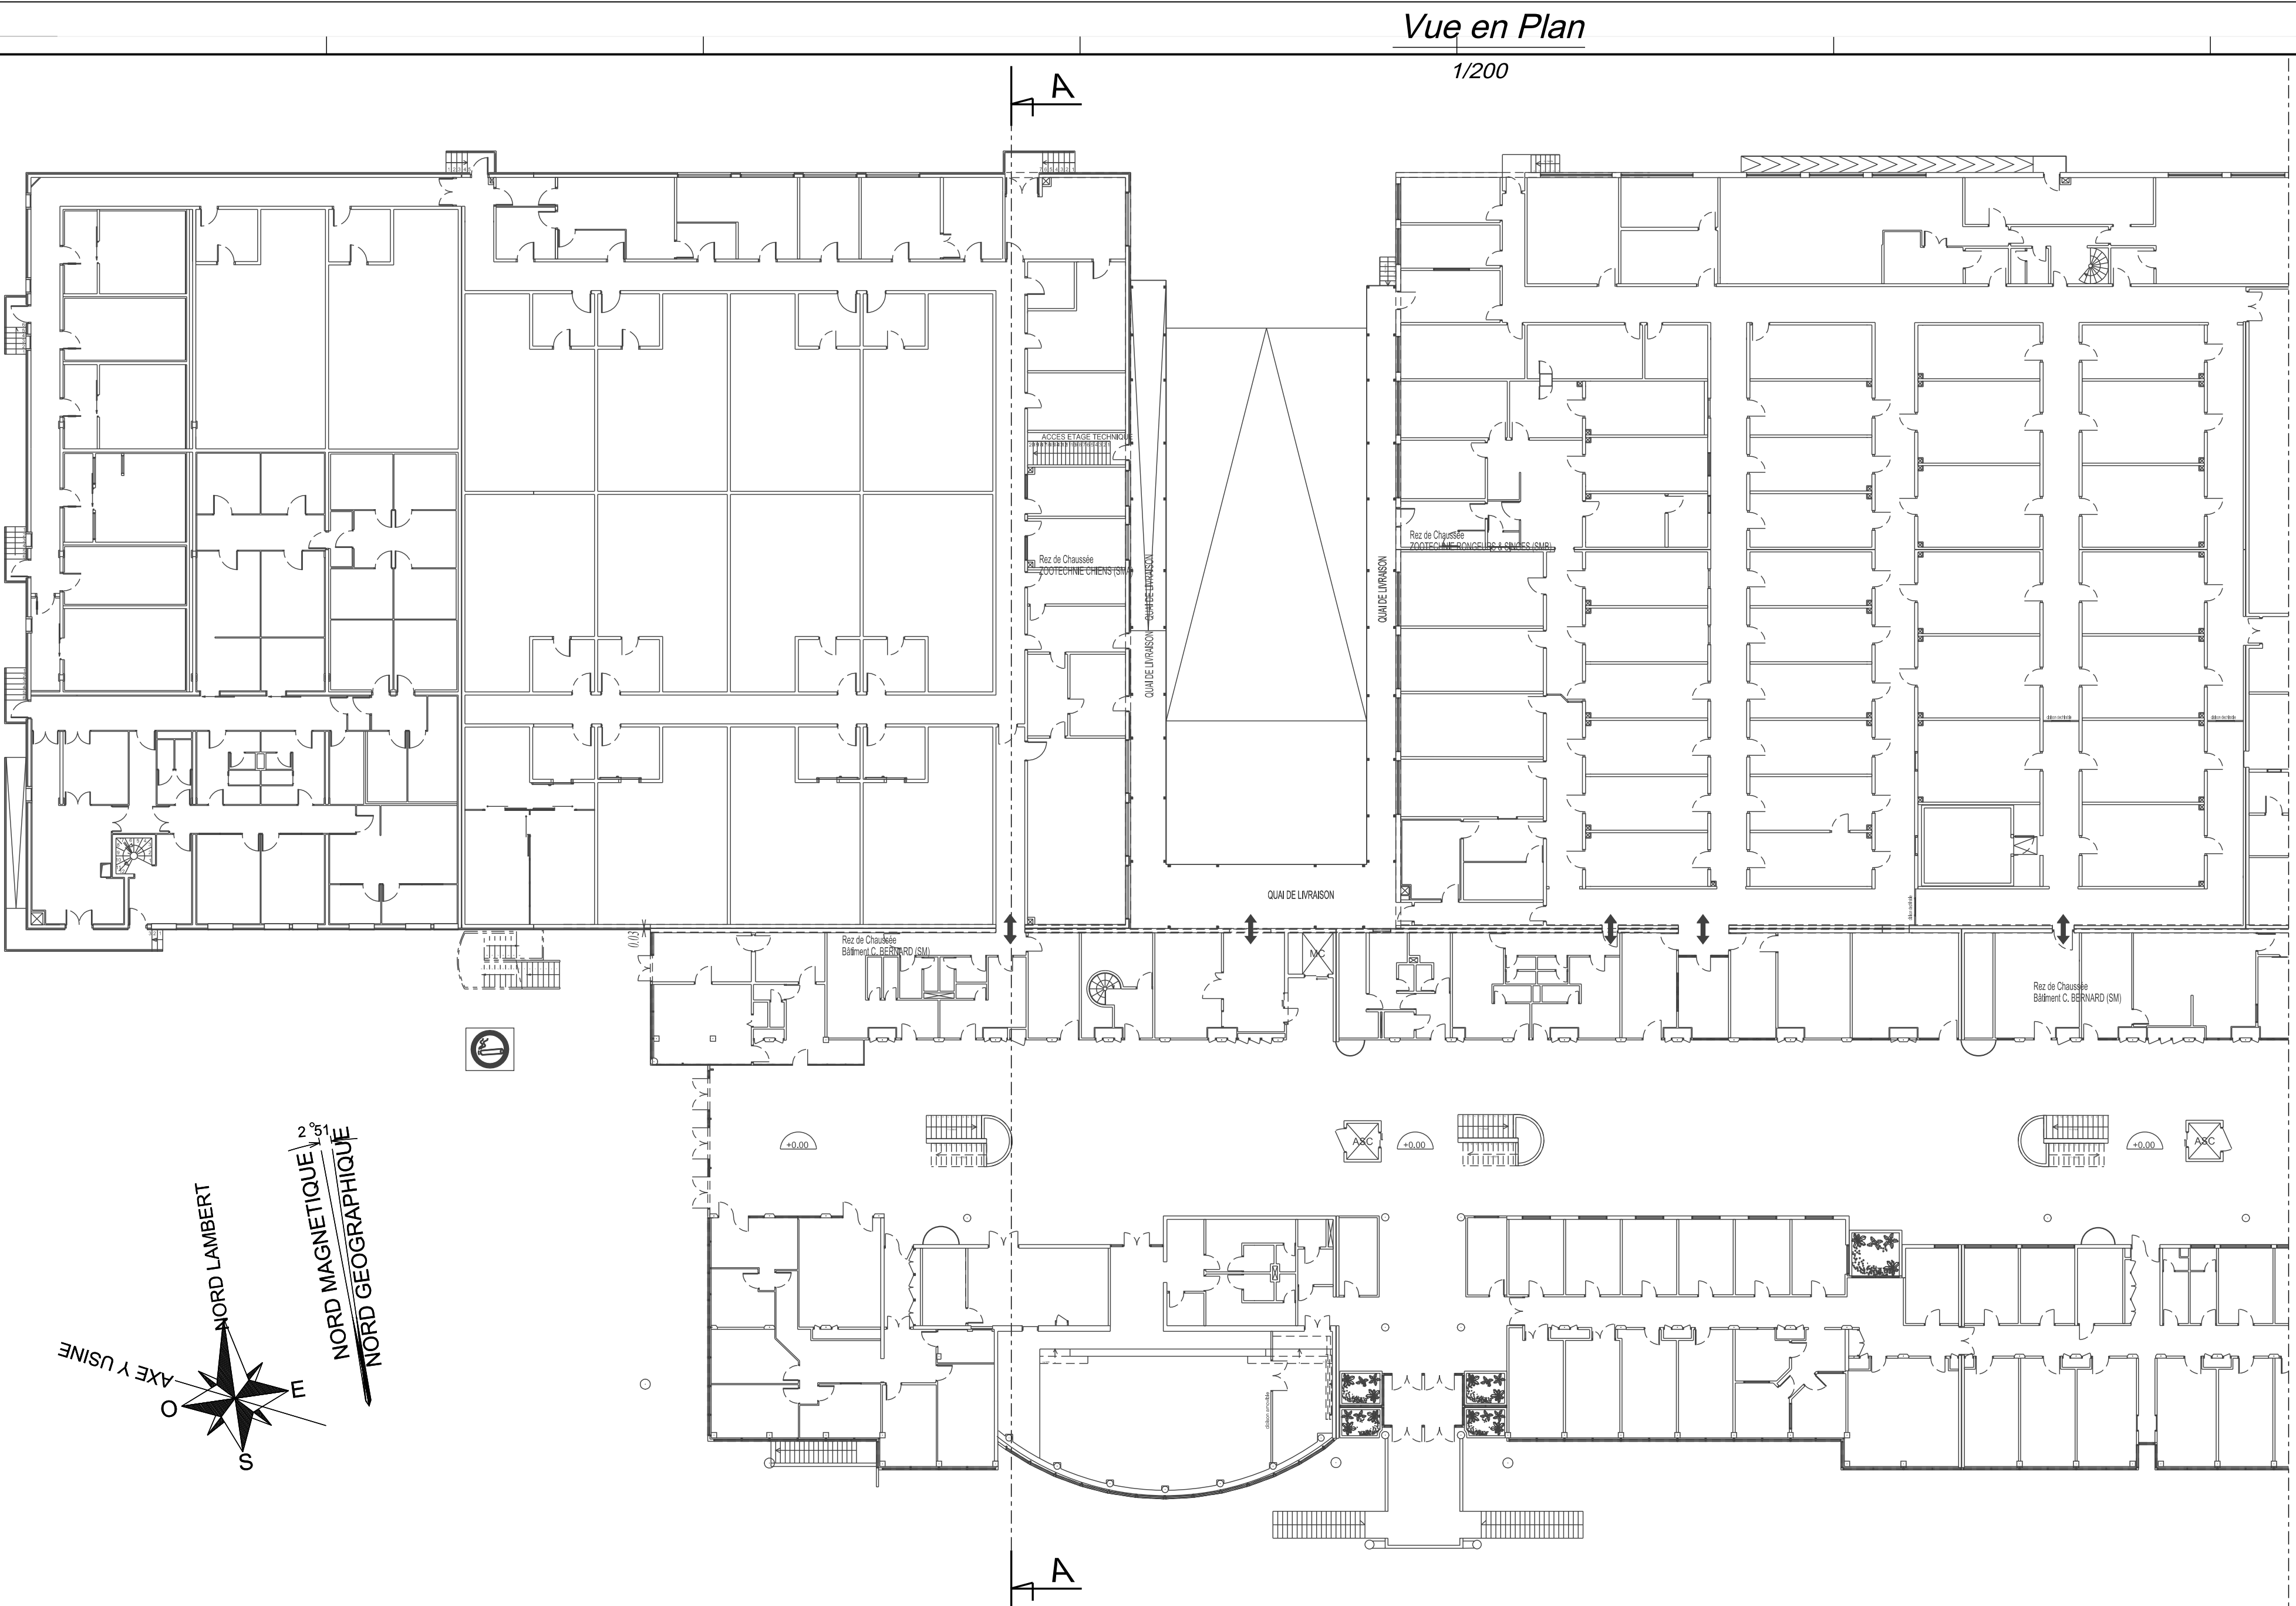 Vue en Plan
1/200
A
ACCES ETAGE TECHNIQUE
Rez de Chaussée
ZOOTECHNIE CHIENS (SM
QUAI DE LIVRAISON
QUAI DE LIVRAISON
QUAI DE LIVRAISON
Rez de Chaussée
ZOOTECHNIE RONGEURS & SINGES (SMR)
QUAI DE LIVRAISON
0.03
Rez de Chaussée
Bâtiment C. BERNARD (SM)
MC
Rez de Chaussée
Bâtiment C. BERNARD (SM)
+0.00
ASC
+0.00
+0.00
ASC
2°51
NORD LAMBERT
NORD MAGNETIQUE
NORD GEOGRAPHIQUE
AXE Y USINE
E
O
S
A